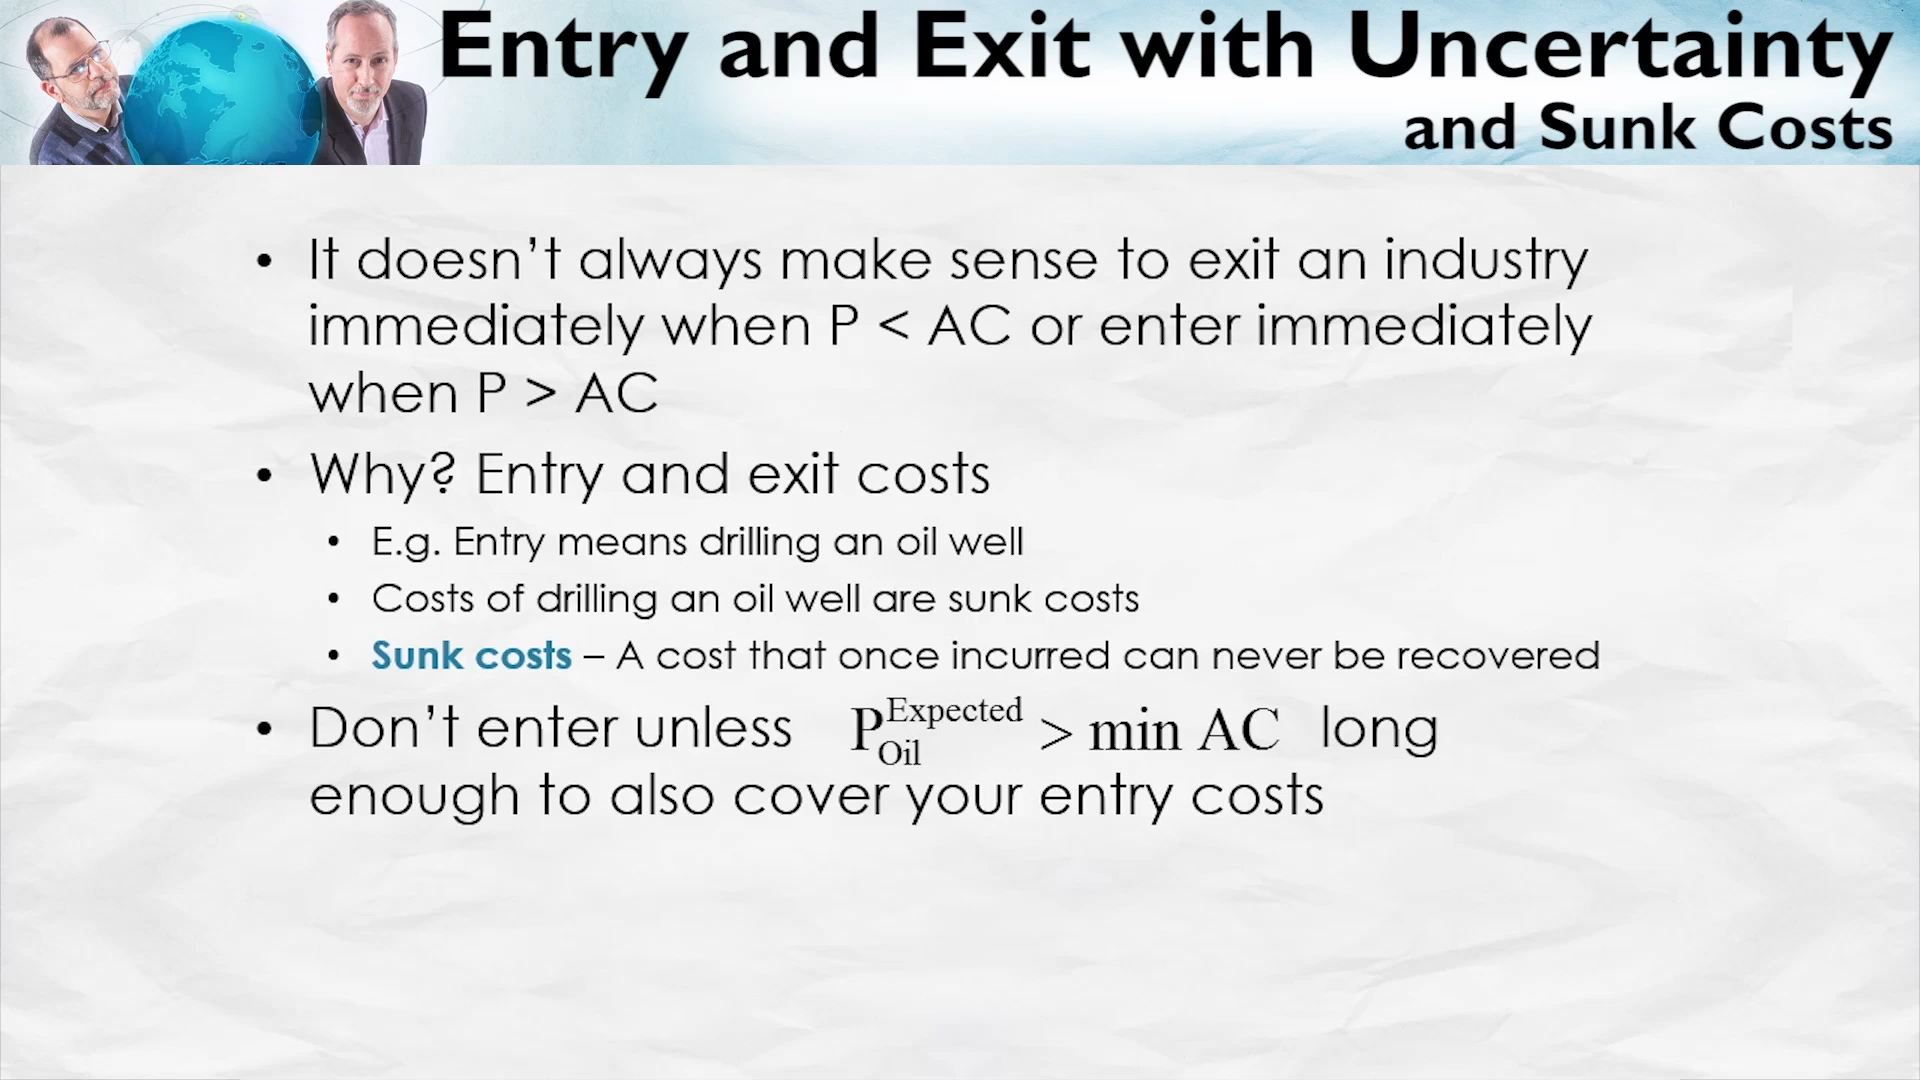 Entry and Exit with Uncertainty
and Sunk Costs
• It doesn't always make sense to exit an industry
immediately when P < AC or enter immediately
when P > AC
• Why? Entry and exit costs
• E.g. Entry means drilling an oil well
• Costs of drilling an oil well are sunk costs
• Sunk costs – A cost that once incurred can never be recovered
• Don't enter unless P_Oil^Expected > min AC long
enough to also cover your entry costs